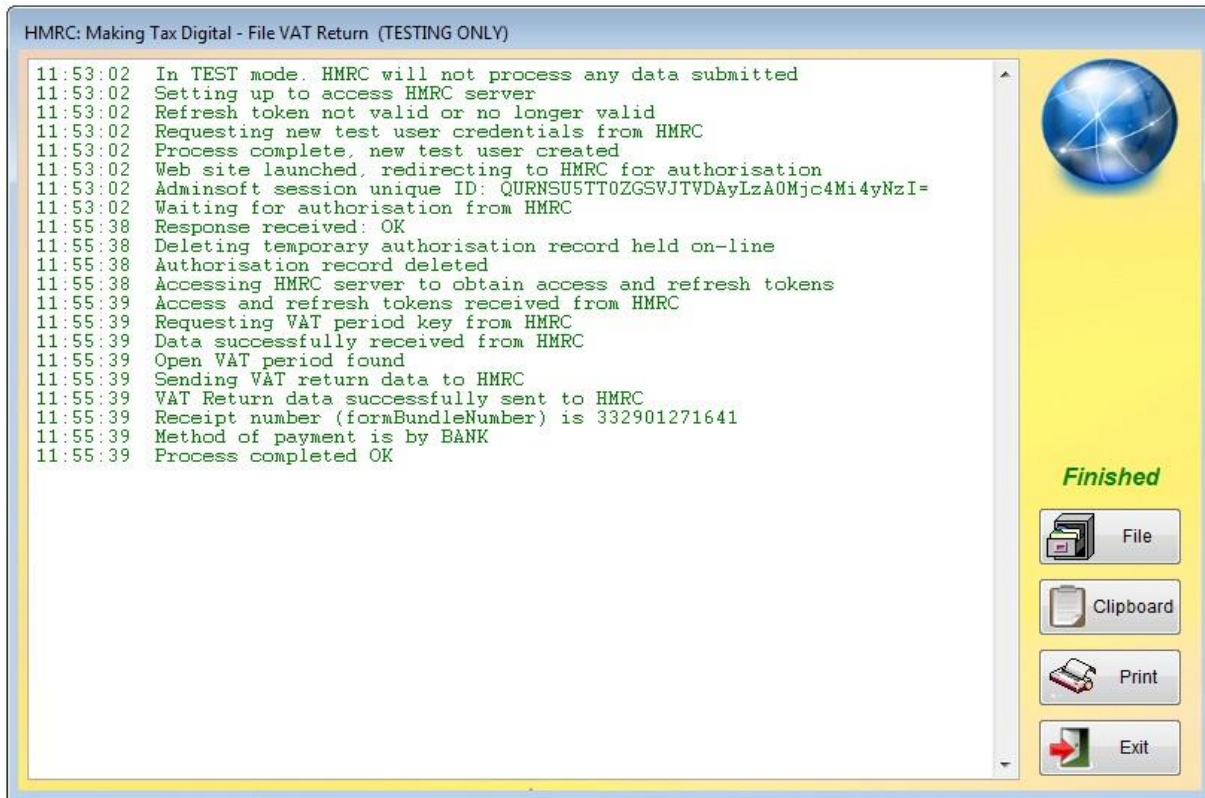 HMRC: Making Tax Digital - File VAT Return (TESTING ONLY)
11:53:02 In TEST mode. HMRC will not process any data submitted
11:53:02 Setting up to access HMRC server
11:53:02 Refresh token not valid or no longer valid
11:53:02 Requesting new test user credentials from HMRC
11:53:02 Process complete, new test user created
11:53:02 Web site launched, redirecting to HMRC for authorisation
11:53:02 Adminsoft session unique ID: QURNSU5TT0ZGSVJTVDAyLzA0Mjc4Mi4yNzI=
11:53:02 Waiting for authorisation from HMRC
11:55:38 Response received: OK
11:55:38 Deleting temporary authorisation record held on-line
11:55:38 Authorisation record deleted
11:55:38 Accessing HMRC server to obtain access and refresh tokens
11:55:39 Access and refresh tokens received from HMRC
11:55:39 Requesting VAT period key from HMRC
11:55:39 Data successfully received from HMRC
11:55:39 Open VAT period found
11:55:39 Sending VAT return data to HMRC
11:55:39 VAT Return data successfully sent to HMRC
11:55:39 Receipt number (formBundleNumber) is 332901271641
11:55:39 Method of payment is by BANK
11:55:39 Process completed OK
Finished
File
Clipboard
Print
Exit